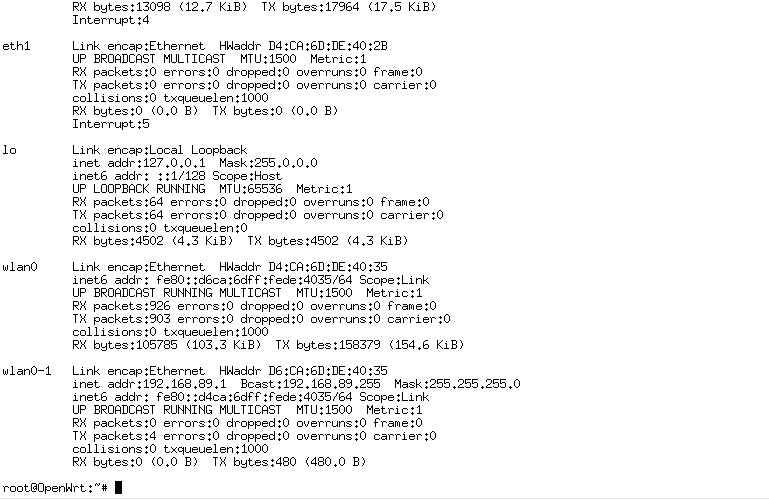 RX bytes:13098 (12.7 KiB)  TX bytes:17964 (17.5 KiB)
Interrupt:4
eth1      Link encap:Ethernet  HWaddr D4:CA:6D:DE:40:2B
UP BROADCAST MULTICAST  MTU:1500  Metric:1
RX packets:0 errors:0 dropped:0 overruns:0 frame:0
TX packets:0 errors:0 dropped:0 overruns:0 carrier:0
collisions:0 txqueuelen:1000
RX bytes:0 (0.0 B)  TX bytes:0 (0.0 B)
Interrupt:5
lo        Link encap:Local Loopback
inet addr:127.0.0.1  Mask:255.0.0.0
inet6 addr: ::1/128 Scope:Host
UP LOOPBACK RUNNING  MTU:65536  Metric:1
RX packets:64 errors:0 dropped:0 overruns:0 frame:0
TX packets:64 errors:0 dropped:0 overruns:0 carrier:0
collisions:0 txqueuelen:0
RX bytes:4502 (4.3 KiB)  TX bytes:4502 (4.3 KiB)
wlan0     Link encap:Ethernet  HWaddr D4:CA:6D:DE:40:35
inet6 addr: fe80::d6ca:6dff:fede:4035/64 Scope:Link
UP BROADCAST RUNNING MULTICAST  MTU:1500  Metric:1
RX packets:926 errors:0 dropped:0 overruns:0 frame:0
TX packets:903 errors:0 dropped:0 overruns:0 carrier:0
collisions:0 txqueuelen:1000
RX bytes:105785 (103.3 KiB)  TX bytes:158379 (154.6 KiB)
wlan0-1   Link encap:Ethernet  HWaddr D6:CA:6D:DE:40:35
inet addr:192.168.89.1  Bcast:192.168.89.255  Mask:255.255.255.0
inet6 addr: fe80::d4ca:6dff:fede:4035/64 Scope:Link
UP BROADCAST RUNNING MULTICAST  MTU:1500  Metric:1
RX packets:0 errors:0 dropped:0 overruns:0 frame:0
TX packets:4 errors:0 dropped:0 overruns:0 carrier:0
collisions:0 txqueuelen:1000
RX bytes:0 (0.0 B)  TX bytes:480 (480.0 B)
root@OpenWrt:~#